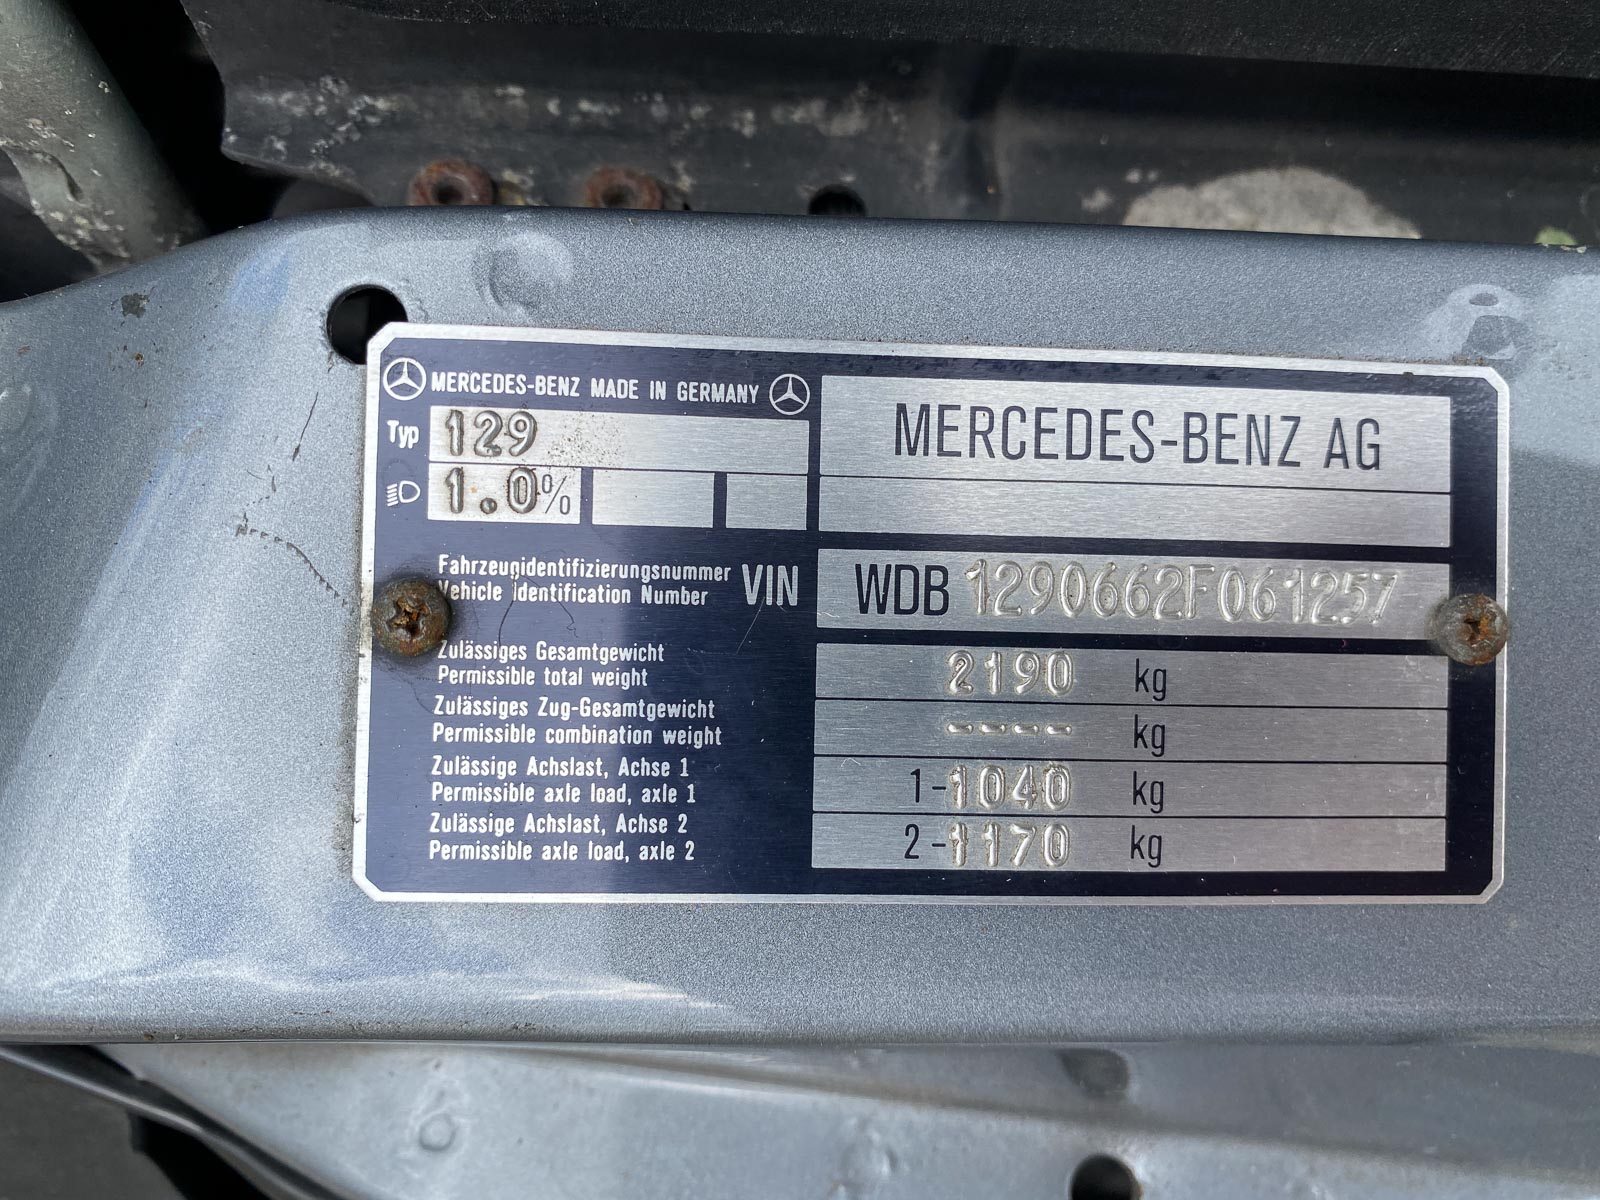 MERCEDES-BENZ MADE IN GERMANY
Typ 129
1.0%
MERCEDES-BENZ AG
Fahrzeugidentifizierungsnummer
Vehicle Identification Number
VIN WDB 1290662F061257
Zulässiges Gesamtgewicht
Permissible total weight
2190 kg
Zulässiges Zug-Gesamtgewicht
Permissible combination weight
---- kg
Zulässige Achslast, Achse 1
Permissible axle load, axle 1
1-1040 kg
Zulässige Achslast, Achse 2
Permissible axle load, axle 2
2-1170 kg